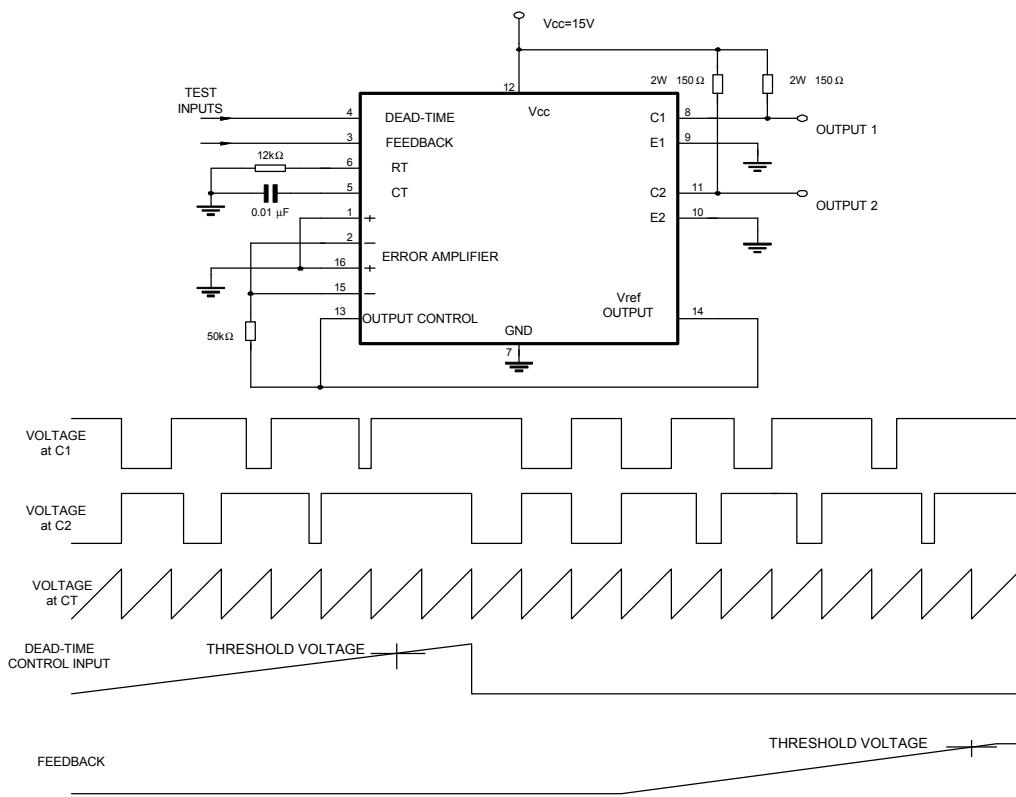 Vcc=15V
2W 150 Ω
2W 150 Ω
TEST
INPUTS
12
Vcc
4
DEAD-TIME
C1
8
OUTPUT 1
3
FEEDBACK
E1
9
12kΩ
6
RT
5
CT
C2
11
OUTPUT 2
0.01 μF
1
+
E2
10
2
−
ERROR AMPLIFIER
16
+
15
−
Vref
OUTPUT
13
OUTPUT CONTROL
14
50kΩ
GND
7
VOLTAGE
at C1
VOLTAGE
at C2
VOLTAGE
at CT
DEAD-TIME
CONTROL INPUT
THRESHOLD VOLTAGE
THRESHOLD VOLTAGE
FEEDBACK